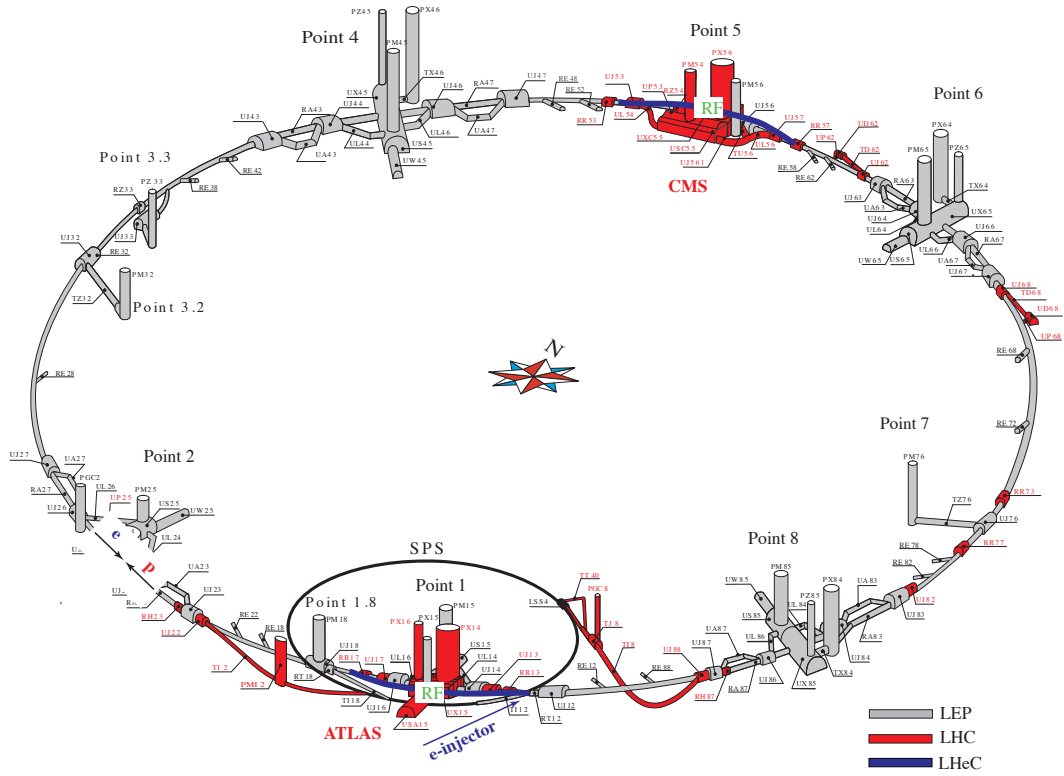 PZ45
PX46
Point 4
PM45
TX46
UX45
UJ46
RA47
UJ47
RE48
RE52
UJ44
RA43
UJ43
UA43
UL44
UL46
UA47
US45
UW45
RE42
RE38
Point 5
PX56
PM54
PM56
UJ53
UP53
RZ54
RF
UJ56
UJ57
RR57
RR53
UL54
UXC55
USC55
UJ561
TU56
UL56
CMS
RE58
RE62
UP62
UD62
TD62
UJ62
Point 6
PX64
PM65
PZ65
UJ63
UA63
RA63
TX64
UJ64
UX65
UL64
UJ66
RA67
UL66
UA67
UJ67
UW65
US65
UJ68
TD68
UD68
UP68
RE68
RE72
Point 3.3
PZ33
RZ33
UJ33
UJ32
RE32
PM32
TZ32
Point 3.2
RE28
N
Point 7
PM76
TZ76
RR73
UJ76
RR77
RE78
RE82
UJ82
UJ27
UA27
PGC2
RA27
UL26
UJ26
UP25
Point 2
PM25
US25
UW25
UL24
e
p
UA23
UJ23
RH23
UJ22
RE22
RE18
TI2
PMI2
SPS
Point 1
Point 1.8
PM18
PX16
PX15
PM15
PX14
UJ18
RR17
UJ17
UL16
US15
UL14
UJ14
UJ13
RR13
RT18
TI18
UJ16
RF
USA15
UX15
ATLAS
TI12
RT12
UJ12
e-injector
LSS4
TT40
PGC8
TJ8
TI8
RE12
RE88
UJ88
RH87
UA87
UJ87
RA87
UL86
UJ86
Point 8
PM85
UW85
US85
UL84
PZ85
PX84
UA83
UJ83
RA83
UJ84
TX84
UX85
LEP
LHC
LHeC